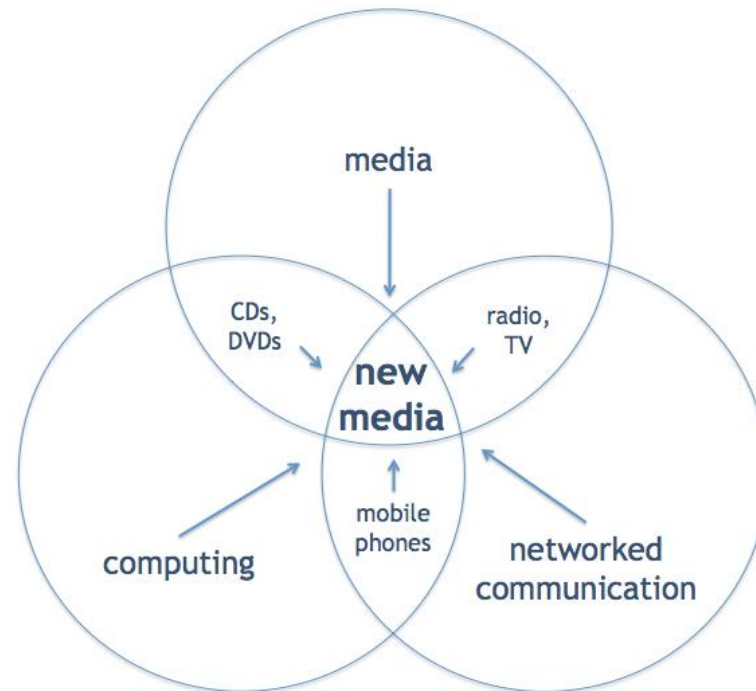 media
CDs,
DVDs
radio,
TV
new
media
mobile
phones
computing
networked
communication